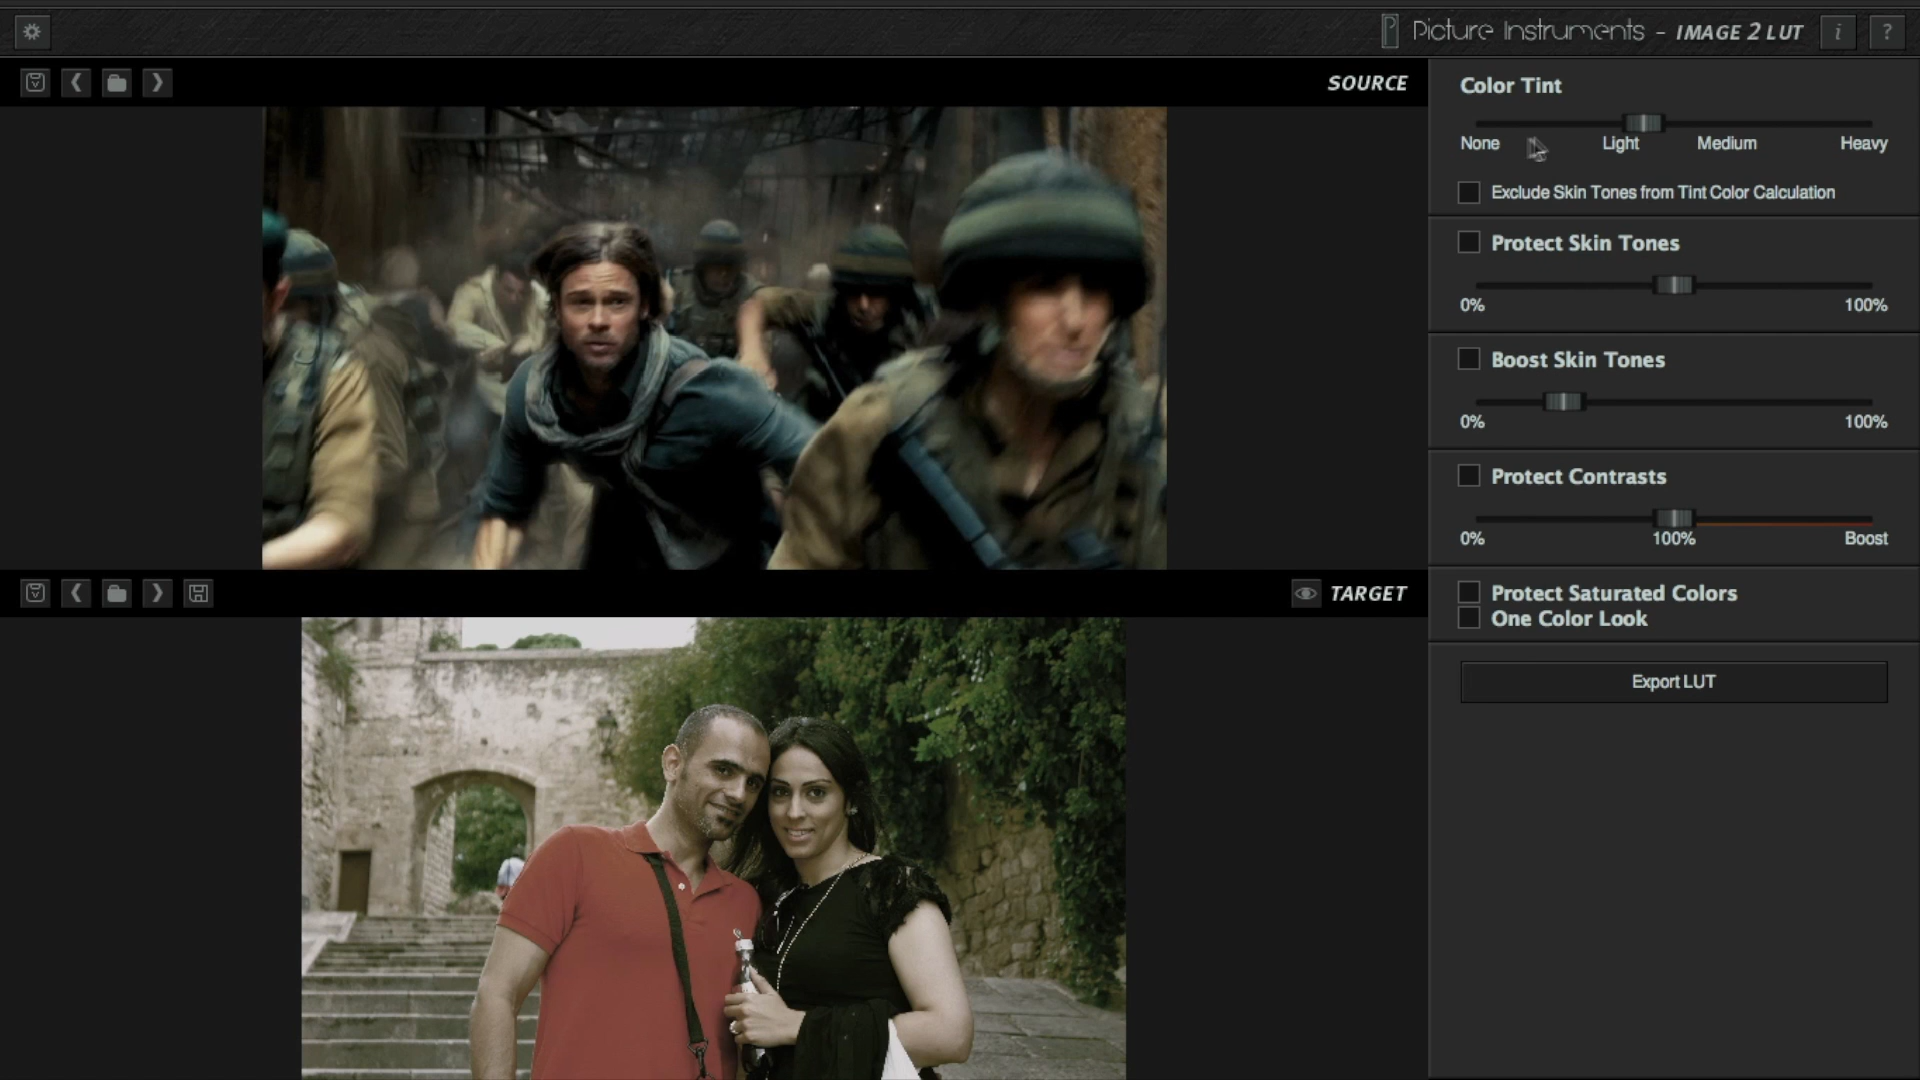 Picture Instruments - IMAGE 2 LUT i ?
SOURCE
TARGET
Color Tint
None Light Medium Heavy
Exclude Skin Tones from Tint Color Calculation
Protect Skin Tones
0% 100%
Boost Skin Tones
0% 100%
Protect Contrasts
0% 100% Boost
Protect Saturated Colors
One Color Look
Export LUT